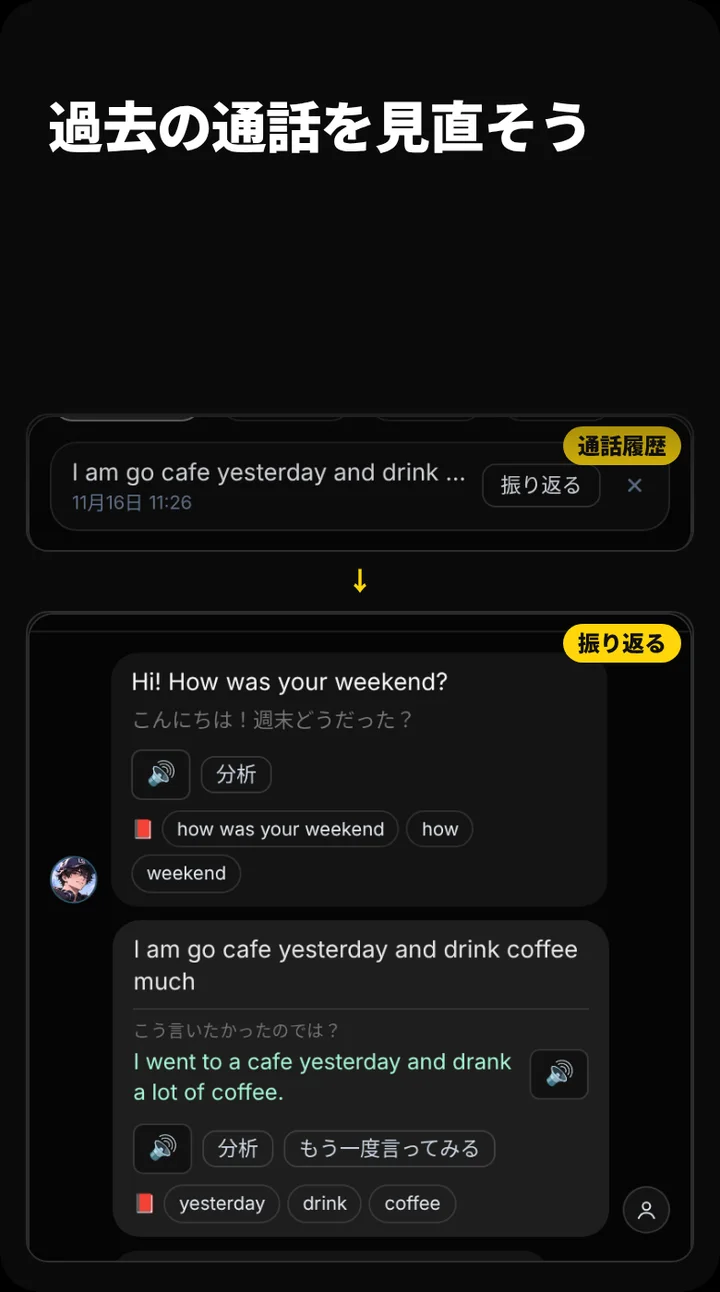 過去の通話を見直そう
通話履歴
I am go cafe yesterday and drink ...
11月16日 11:26
振り返る
×
↓
振り返る
Hi! How was your weekend?
こんにちは！週末どうだった？
分析
how was your weekend
how
weekend
I am go cafe yesterday and drink coffee
much
こう言いたかったのでは？
I went to a cafe yesterday and drank
a lot of coffee.
分析
もう一度言ってみる
yesterday
drink
coffee